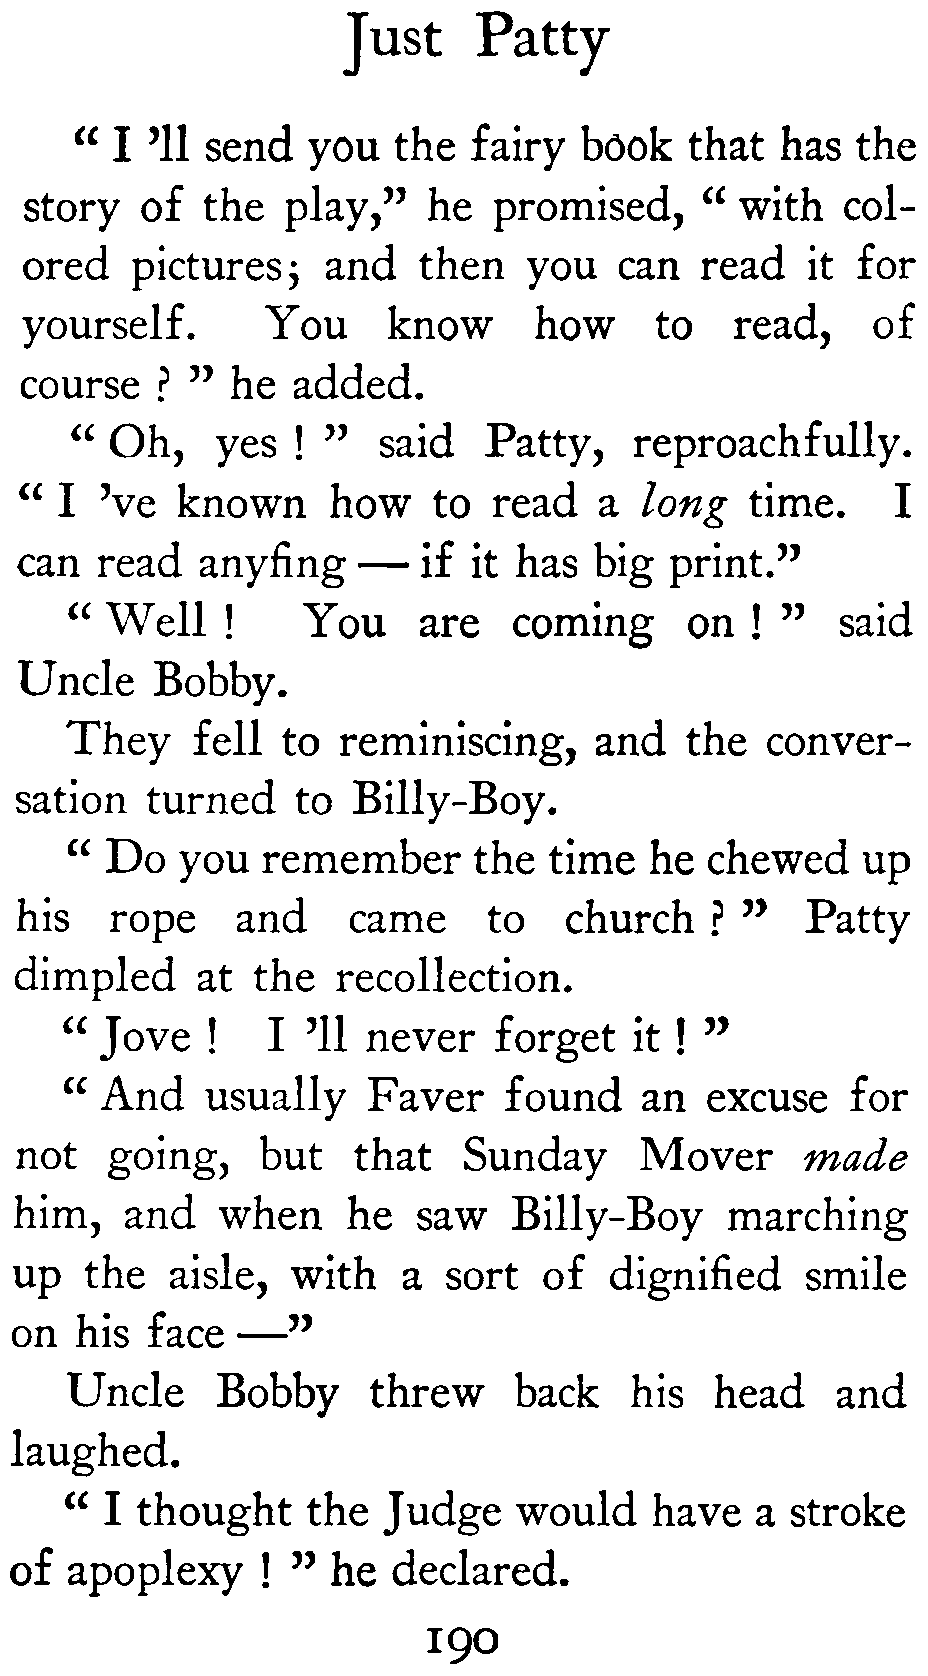 Just Patty
“ I ’ll send you the fairy book that has the
story of the play,” he promised, “ with col-
ored pictures; and then you can read it for
yourself. You know how to read, of
course ? ” he added.
“ Oh, yes ! ” said Patty, reproachfully.
“ I ’ve known how to read a long time. I
can read anyfing — if it has big print.”
“ Well ! You are coming on ! ” said
Uncle Bobby.
They fell to reminiscing, and the conver-
sation turned to Billy-Boy.
“ Do you remember the time he chewed up
his rope and came to church ? ” Patty
dimpled at the recollection.
“ Jove ! I ’ll never forget it ! ”
“ And usually Faver found an excuse for
not going, but that Sunday Mover made
him, and when he saw Billy-Boy marching
up the aisle, with a sort of dignified smile
on his face —”
Uncle Bobby threw back his head and
laughed.
“ I thought the Judge would have a stroke
of apoplexy ! ” he declared.
190